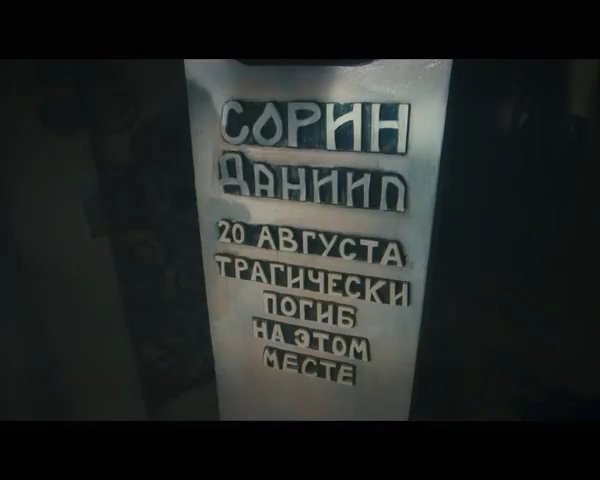 СОРИН
ДАНИИЛ
20 АВГУСТА
ТРАГИЧЕСКИ
ПОГИБ
НА ЭТОМ
МЕСТЕ